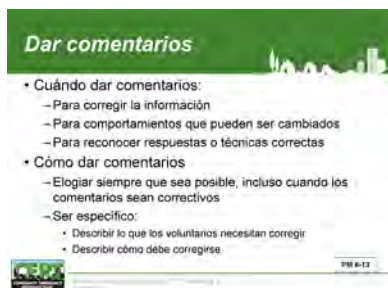 Dar comentarios
• Cuándo dar comentarios:
–Para corregir la información
–Para comportamientos que pueden ser cambiados
–Para reconocer respuestas o técnicas correctas
• Cómo dar comentarios
–Elogiar siempre que sea posible, incluso cuando los
comentarios sean correctivos
–Ser específico:
• Describir lo que los voluntarios necesitan corregir
• Describir cómo debe corregirse